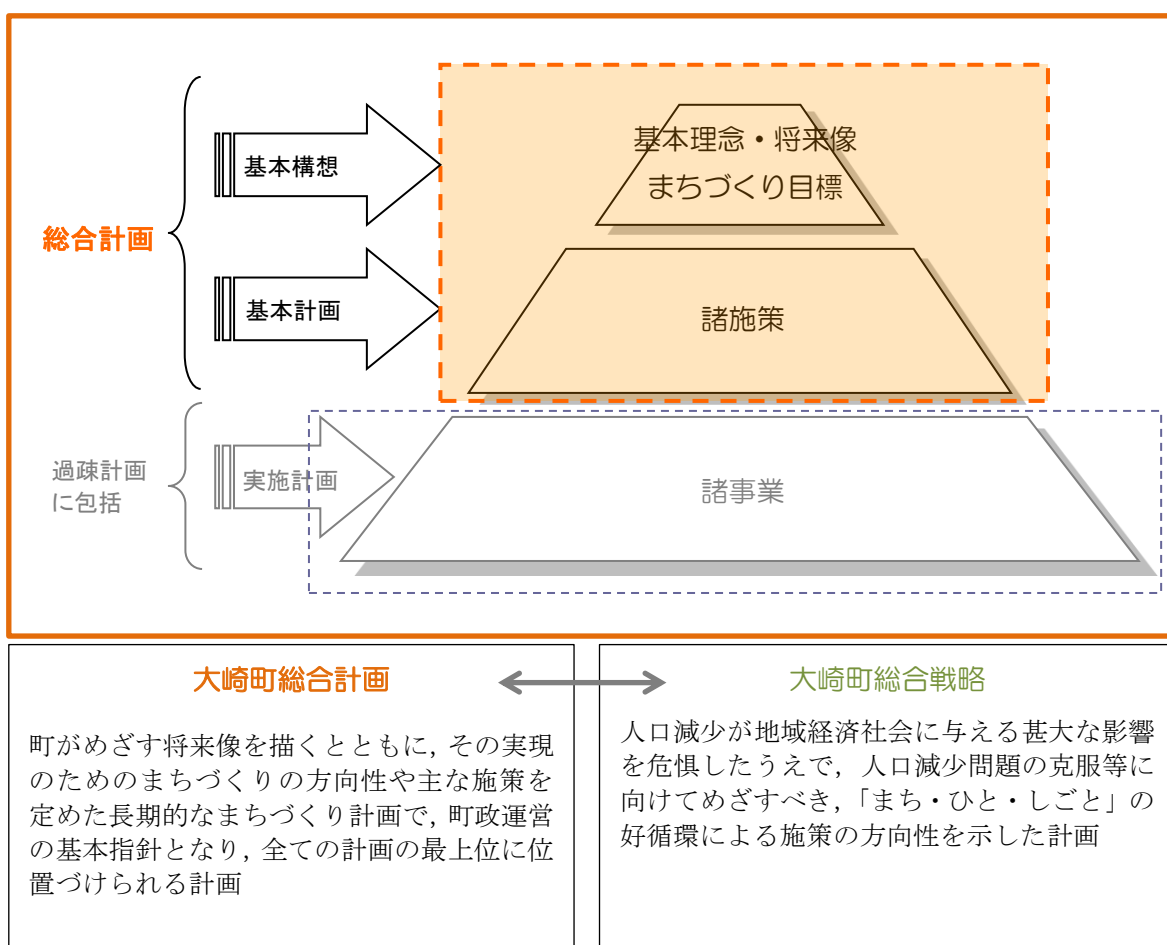 基本構想
基本理念・将来像
まちづくり目標
総合計画
基本計画
諸施策
過疎計画
に包括
実施計画
諸事業
大崎町総合計画
町がめざす将来像を描くとともに，その実現
のためのまちづくりの方向性や主な施策を
定めた長期的なまちづくり計画で，町政運営
の基本指針となり，全ての計画の最上位に位
置づけられる計画
大崎町総合戦略
人口減少が地域経済社会に与える甚大な影響
を危惧したうえで，人口減少問題の克服等に
向けてめざすべき，「まち・ひと・しごと」の
好循環による施策の方向性を示した計画